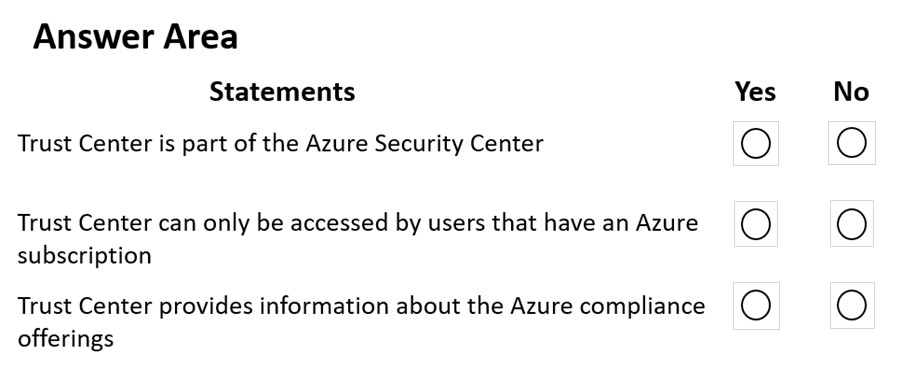 Answer Area
Statements Yes No
Trust Center is part of the Azure Security Center
Trust Center can only be accessed by users that have an Azure
subscription
Trust Center provides information about the Azure compliance
offerings